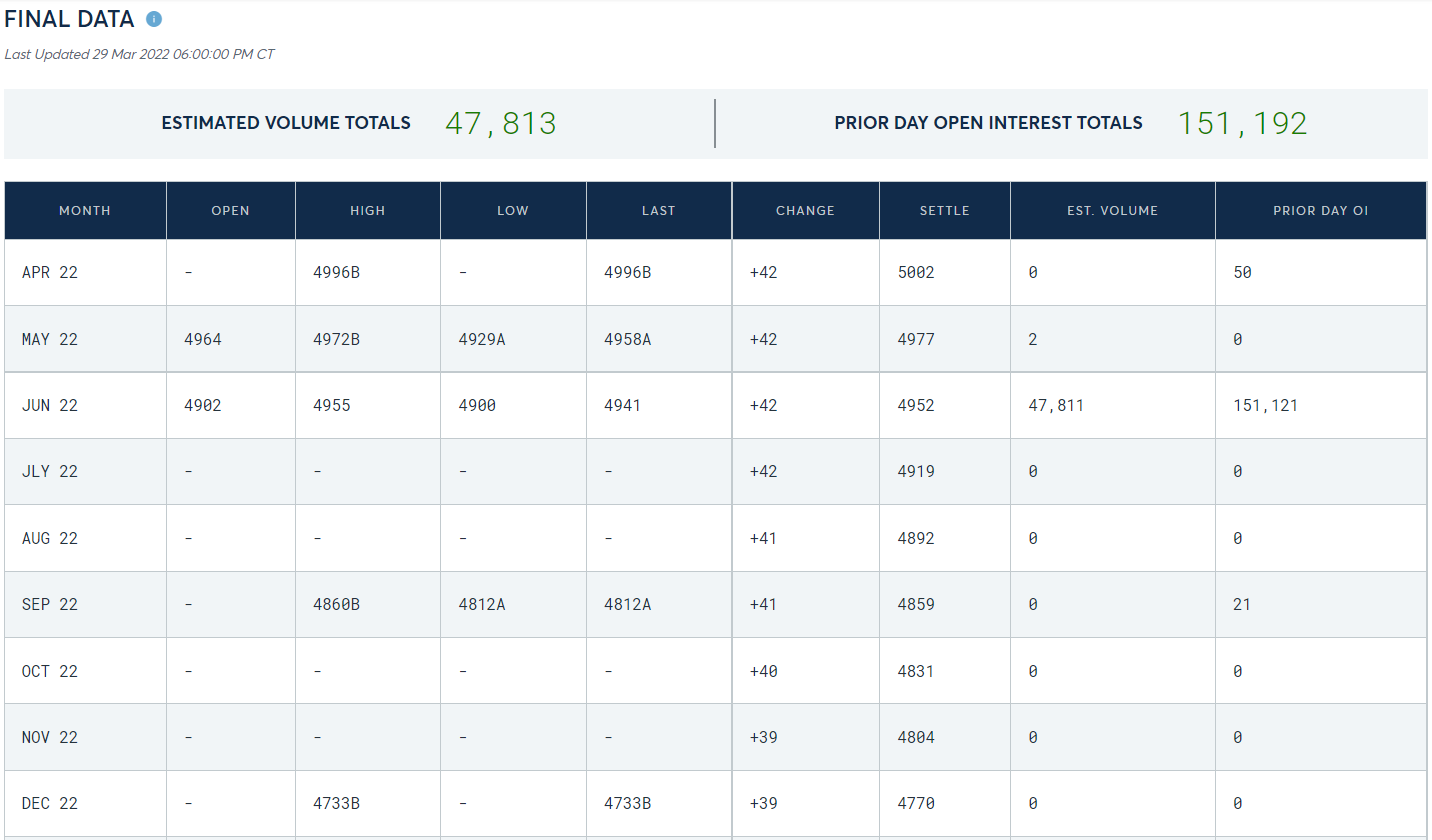 FINAL DATA i
Last Updated 29 Mar 2022 06:00:00 PM CT
ESTIMATED VOLUME TOTALS 47,813 PRIOR DAY OPEN INTEREST TOTALS 151,192
MONTH OPEN HIGH LOW LAST CHANGE SETTLE EST. VOLUME PRIOR DAY OI
APR 22 - 4996B - 4996B +42 5002 0 50
MAY 22 4964 4972B 4929A 4958A +42 4977 2 0
JUN 22 4902 4955 4900 4941 +42 4952 47,811 151,121
JLY 22 - - - - +42 4919 0 0
AUG 22 - - - - +41 4892 0 0
SEP 22 - 4860B 4812A 4812A +41 4859 0 21
OCT 22 - - - - +40 4831 0 0
NOV 22 - - - - +39 4804 0 0
DEC 22 - 4733B - 4733B +39 4770 0 0